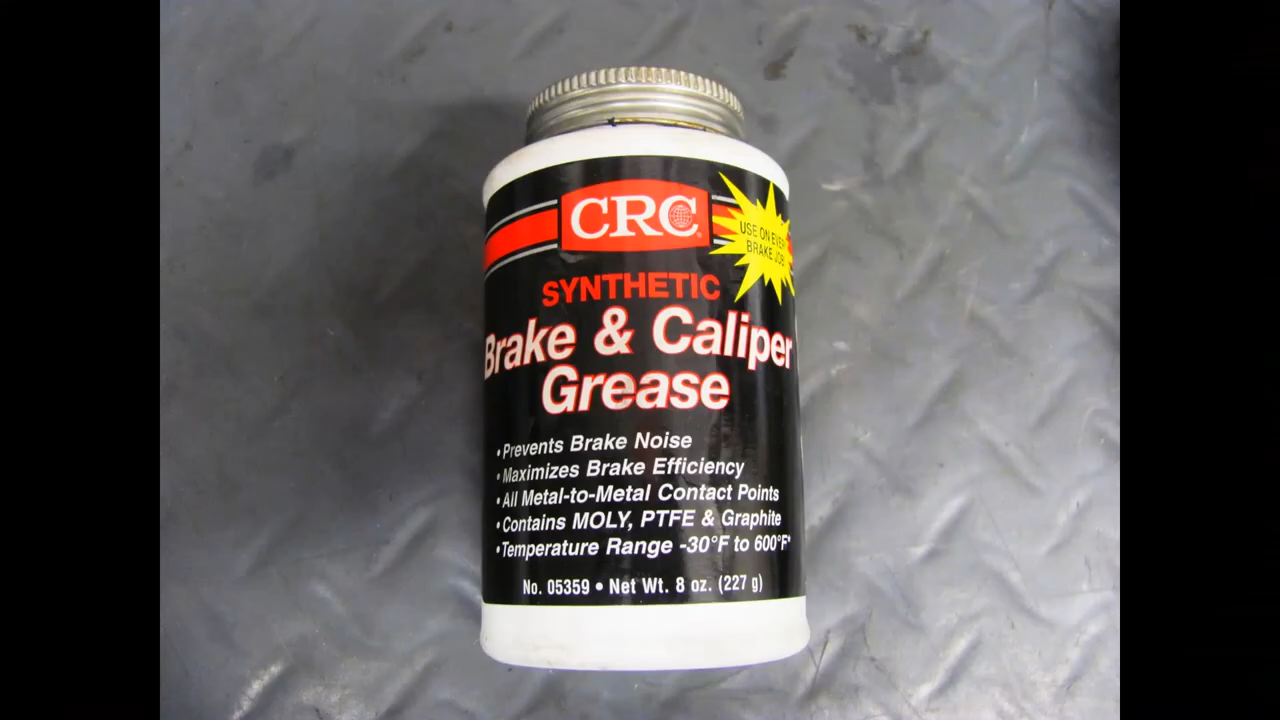 CRC
USE ON EVERY
BRAKE JOB!
SYNTHETIC
Brake & Caliper
Grease
• Prevents Brake Noise
• Maximizes Brake Efficiency
• All Metal-to-Metal Contact Points
• Contains MOLY, PTFE & Graphite
• Temperature Range -30°F to 600°F*
No. 05359 • Net Wt. 8 oz. (227 g)